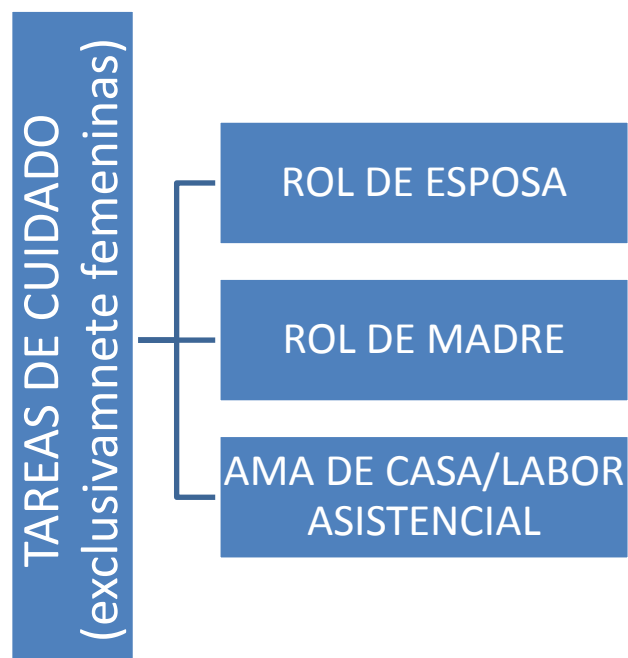 TAREAS DE CUIDADO
(exclusivamnete femeninas)
ROL DE ESPOSA
ROL DE MADRE
AMA DE CASA/LABOR
ASISTENCIAL